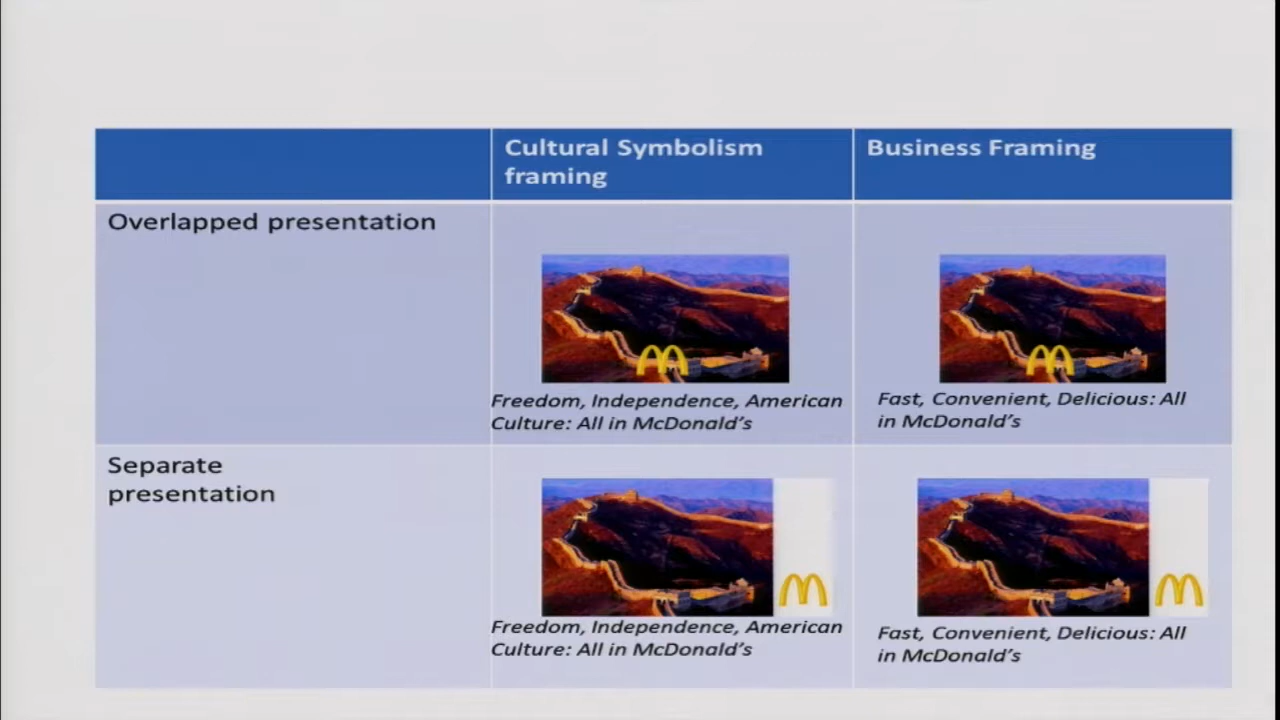 Cultural Symbolism
framing
Business Framing
Overlapped presentation
Freedom, Independence, American
Culture: All in McDonald's
Fast, Convenient, Delicious: All
in McDonald's
Separate
presentation
Freedom, Independence, American
Culture: All in McDonald's
Fast, Convenient, Delicious: All
in McDonald's